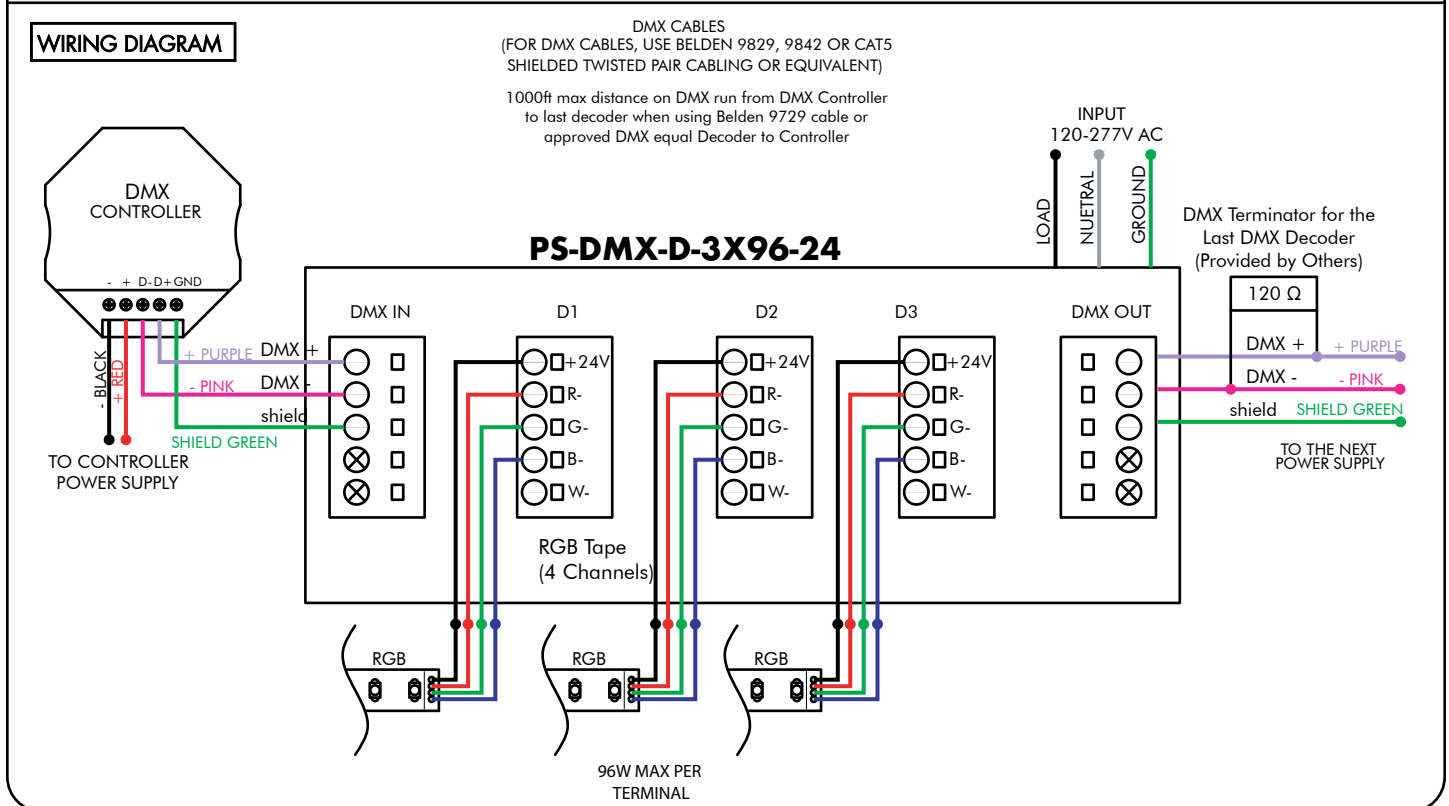 WIRING DIAGRAM
DMX CABLES
(FOR DMX CABLES, USE BELDEN 9829, 9842 OR CAT5
SHIELDED TWISTED PAIR CABLING OR EQUIVALENT)
1000ft max distance on DMX run from DMX Controller
to last decoder when using Belden 9729 cable or
approved DMX equal Decoder to Controller
INPUT
120-277V AC
LOAD
NUETRAL
GROUND
DMX Terminator for the
Last DMX Decoder
(Provided by Others)
120 Ω
DMX
CONTROLLER
- + D- D+ GND
- BLACK
+ RED
TO CONTROLLER
POWER SUPPLY
+ PURPLE
DMX +
- PINK
DMX -
shield
SHIELD GREEN
PS-DMX-D-3X96-24
DMX IN
D1
+24V
R-
G-
B-
W-
D2
+24V
R-
G-
B-
W-
D3
+24V
R-
G-
B-
W-
DMX OUT
DMX +
+ PURPLE
DMX -
- PINK
shield
SHIELD GREEN
TO THE NEXT
POWER SUPPLY
RGB Tape
(4 Channels)
RGB
RGB
RGB
96W MAX PER
TERMINAL